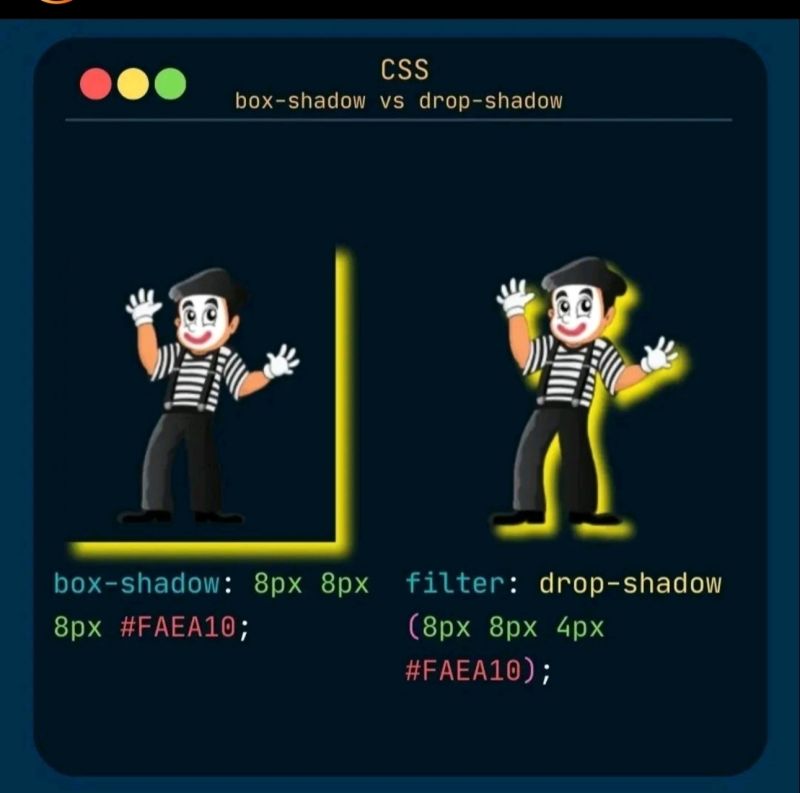 CSS
box-shadow vs drop-shadow
box-shadow: 8px 8px
8px #FAEA10;
filter: drop-shadow
(8px 8px 4px
#FAEA10);